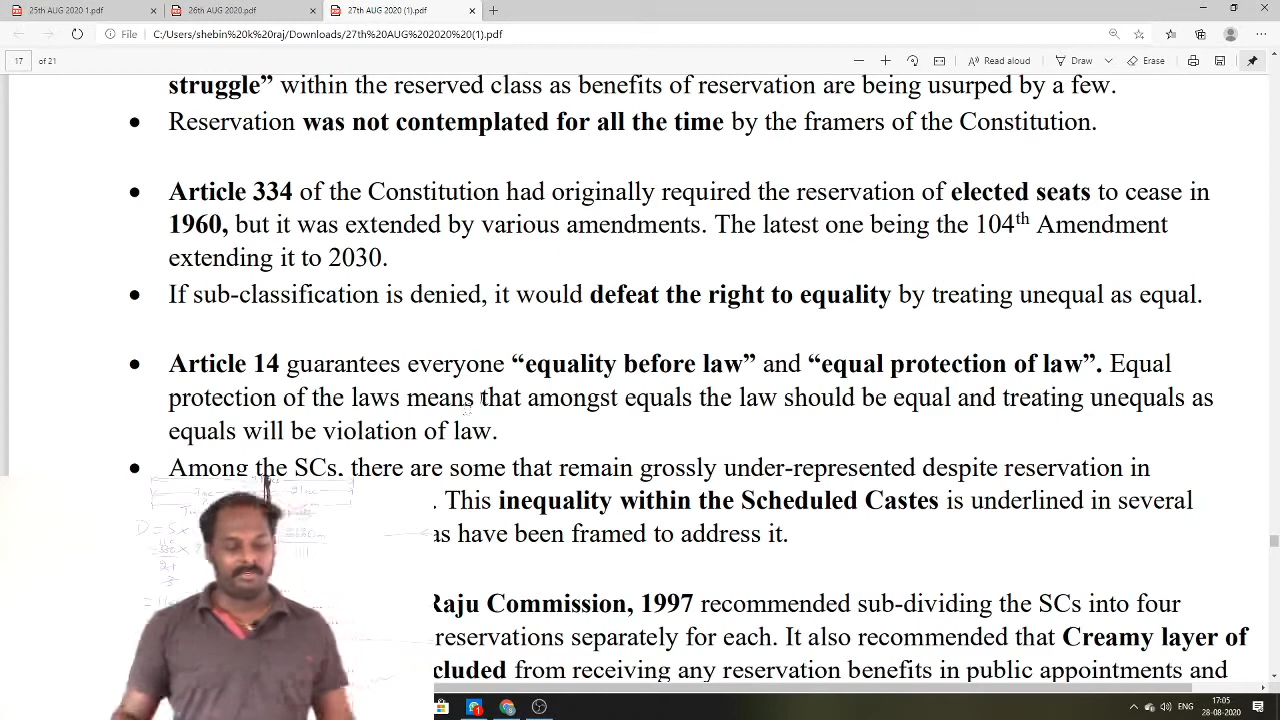 25th AUG 2020 1.pdf
26th AUG 2020.pdf
27th AUG 2020 (1).pdf
File C:/Users/shebin%20k%20raj/Downloads/27th%20AUG%202020%20(1).pdf
17 of 21
Read aloud Draw Erase
struggle” within the reserved class as benefits of reservation are being usurped by a few.
• Reservation was not contemplated for all the time by the framers of the Constitution.
• Article 334 of the Constitution had originally required the reservation of elected seats to cease in
1960, but it was extended by various amendments. The latest one being the 104th Amendment
extending it to 2030.
• If sub-classification is denied, it would defeat the right to equality by treating unequal as equal.
• Article 14 guarantees everyone “equality before law” and “equal protection of law”. Equal
protection of the laws means that amongst equals the law should be equal and treating unequals as
equals will be violation of law.
• Among the SCs, there are some that remain grossly under-represented despite reservation in
. This inequality within the Scheduled Castes is underlined in several
as have been framed to address it.
Raju Commission, 1997 recommended sub-dividing the SCs into four
reservations separately for each. It also recommended that Creamy layer of
cluded from receiving any reservation benefits in public appointments and
ENG
17:05
28-08-2020